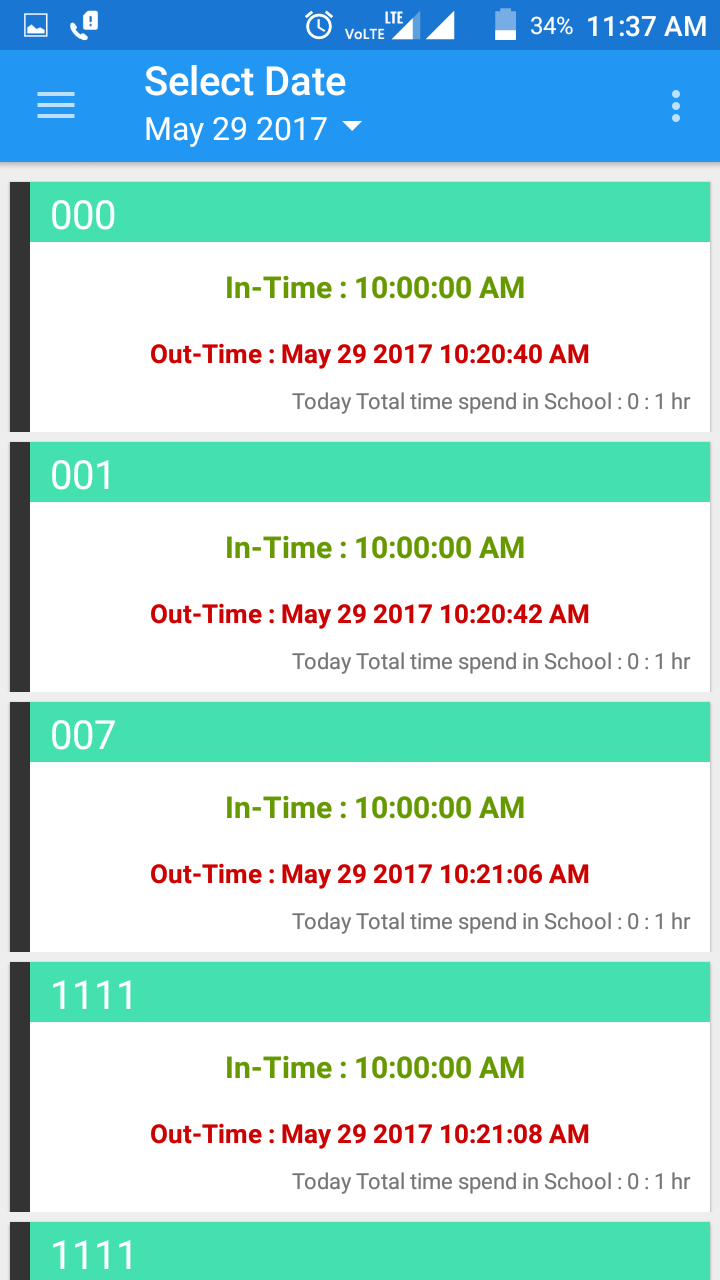 VoLTE LTE 34% 11:37 AM
Select Date
May 29 2017
000
In-Time : 10:00:00 AM
Out-Time : May 29 2017 10:20:40 AM
Today Total time spend in School : 0 : 1 hr
001
In-Time : 10:00:00 AM
Out-Time : May 29 2017 10:20:42 AM
Today Total time spend in School : 0 : 1 hr
007
In-Time : 10:00:00 AM
Out-Time : May 29 2017 10:21:06 AM
Today Total time spend in School : 0 : 1 hr
1111
In-Time : 10:00:00 AM
Out-Time : May 29 2017 10:21:08 AM
Today Total time spend in School : 0 : 1 hr
1111